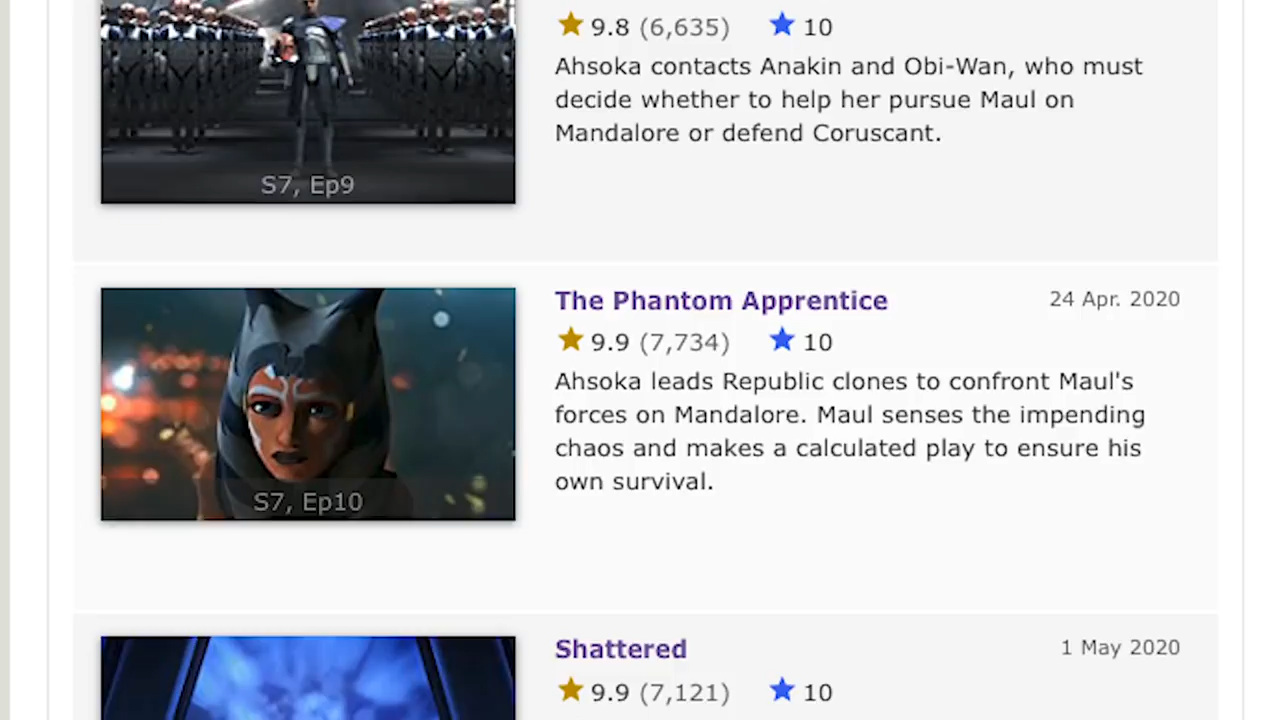 9.8 (6,635) 10
Ahsoka contacts Anakin and Obi-Wan, who must
decide whether to help her pursue Maul on
Mandalore or defend Coruscant.
S7, Ep9
The Phantom Apprentice 24 Apr. 2020
9.9 (7,734) 10
Ahsoka leads Republic clones to confront Maul's
forces on Mandalore. Maul senses the impending
chaos and makes a calculated play to ensure his
own survival.
S7, Ep10
Shattered 1 May 2020
9.9 (7,121) 10